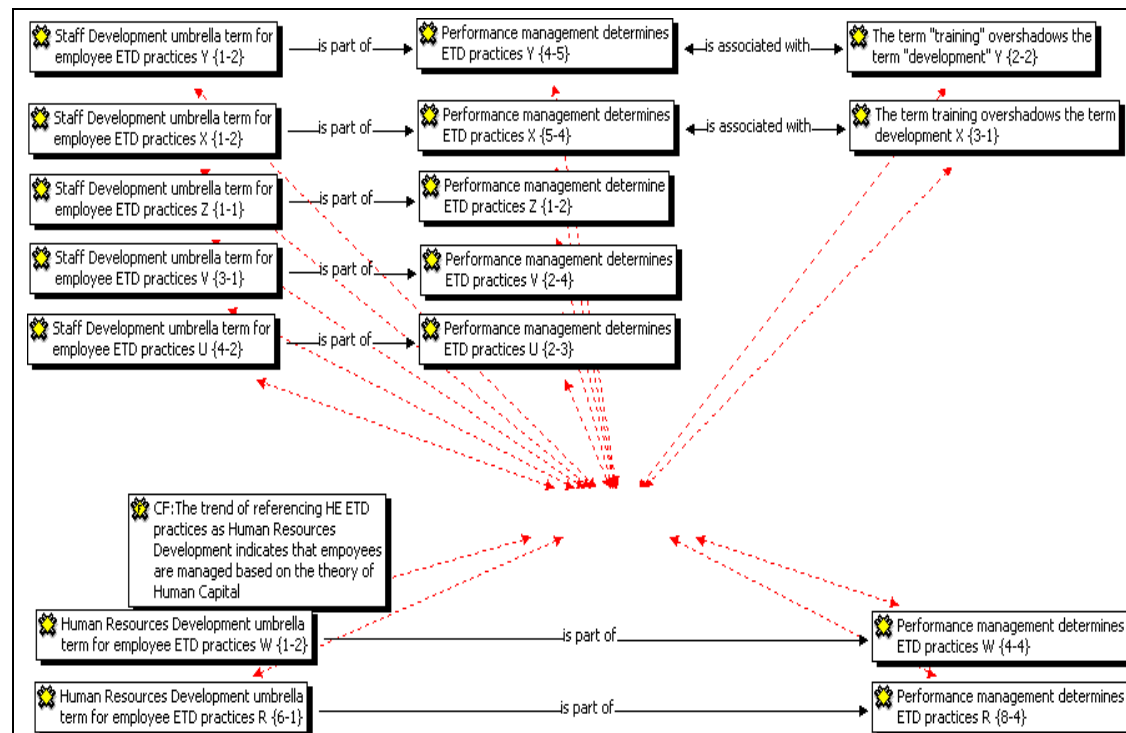 Staff Development umbrella term for
employee ETD practices Y {1-2}
is part of
Performance management determines
ETD practices Y {4-5}
is associated with
The term "training" overshadows the
term "development" Y {2-2}
Staff Development umbrella term for
employee ETD practices X {1-2}
is part of
Performance management determines
ETD practices X {5-4}
is associated with
The term training overshadows the term
development X {3-1}
Staff Development umbrella term for
employee ETD practices Z {1-1}
is part of
Performance management determine
ETD practices Z {1-2}
Staff Development umbrella term for
employee ETD practices V {3-1}
is part of
Performance management determines
ETD practices V {2-4}
Staff Development umbrella term for
employee ETD practices U {4-2}
is part of
Performance management determines
ETD practices U {2-3}
CF:The trend of referencing HE ETD
practices as Human Resources
Development indicates that empoyees
are managed based on the theory of
Human Capital
Human Resources Development umbrella
term for employee ETD practices W {1-2}
is part of
Performance management determines
ETD practices W {4-4}
Human Resources Development umbrella
term for employee ETD practices R {6-1}
is part of
Performance management determines
ETD practices R {8-4}